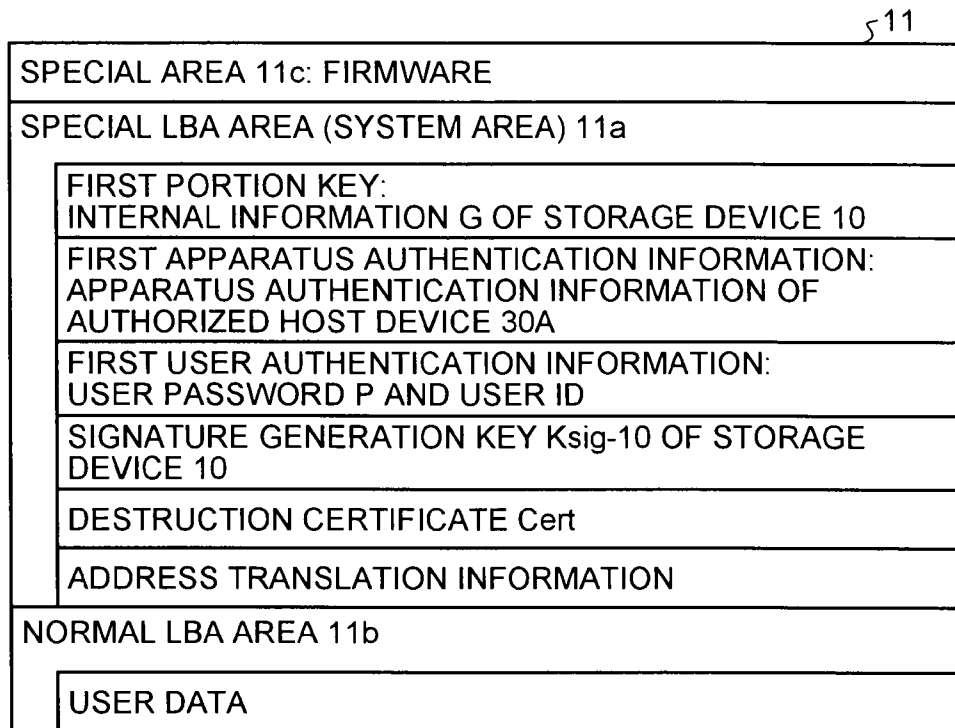 11
SPECIAL AREA 11c: FIRMWARE
SPECIAL LBA AREA (SYSTEM AREA) 11a
FIRST PORTION KEY:
INTERNAL INFORMATION G OF STORAGE DEVICE 10
FIRST APPARATUS AUTHENTICATION INFORMATION:
APPARATUS AUTHENTICATION INFORMATION OF
AUTHORIZED HOST DEVICE 30A
FIRST USER AUTHENTICATION INFORMATION:
USER PASSWORD P AND USER ID
SIGNATURE GENERATION KEY Ksig-10 OF STORAGE
DEVICE 10
DESTRUCTION CERTIFICATE Cert
ADDRESS TRANSLATION INFORMATION
NORMAL LBA AREA 11b
USER DATA